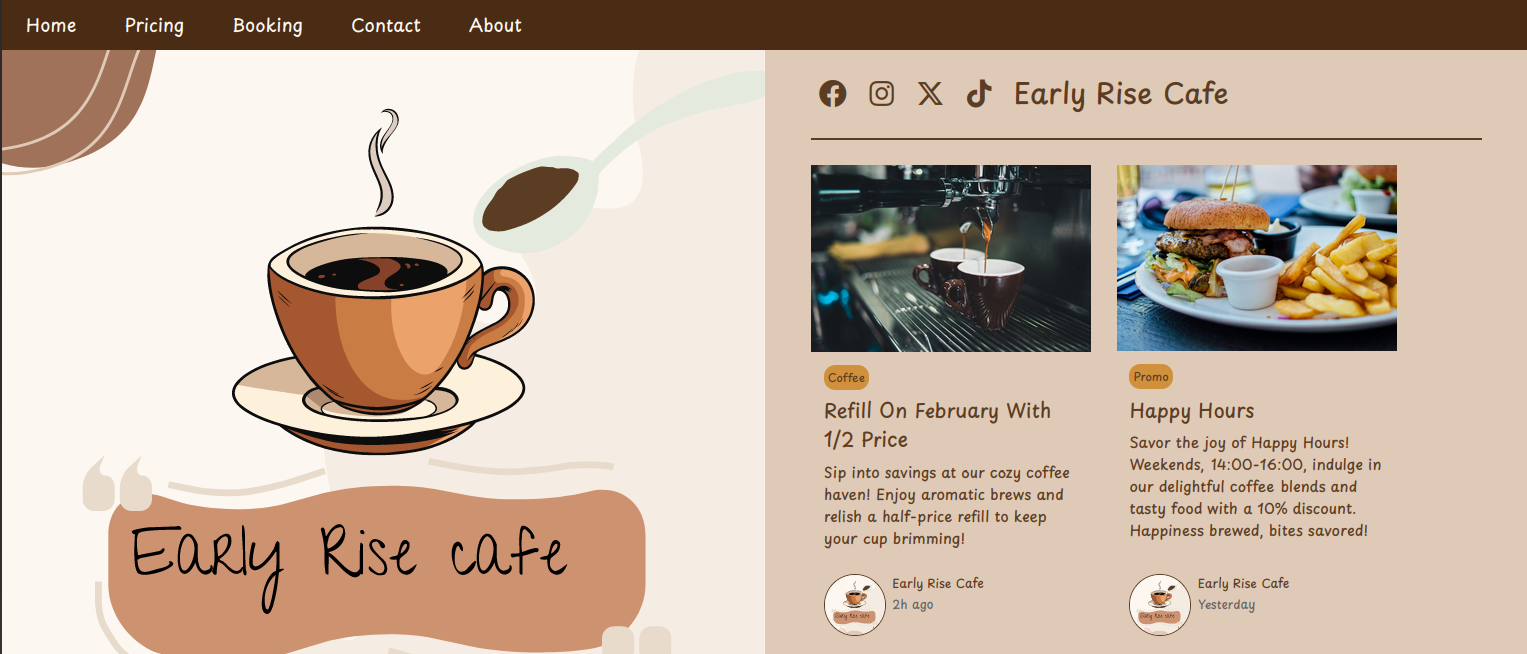 Home Pricing Booking Contact About
Early Rise cafe
Early Rise Cafe
Coffee
Refill On February With
1/2 Price
Sip into savings at our cozy coffee
haven! Enjoy aromatic brews and
relish a half-price refill to keep
your cup brimming!
Early Rise Cafe
2h ago
Promo
Happy Hours
Savor the joy of Happy Hours!
Weekends, 14:00-16:00, indulge in
our delightful coffee blends and
tasty food with a 10% discount.
Happiness brewed, bites savored!
Early Rise Cafe
Yesterday